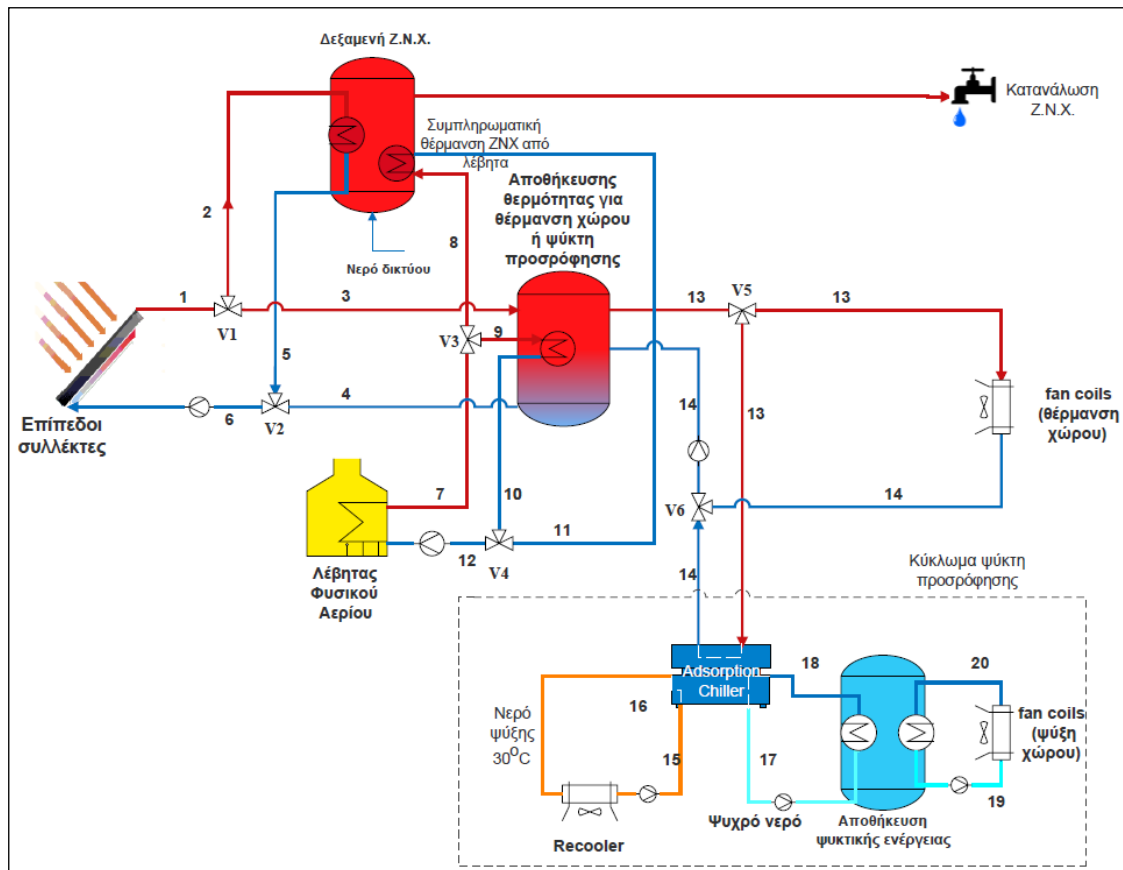 Δεξαμενή Ζ.Ν.Χ.
Κατανάλωση
Ζ.Ν.Χ.
Συμπληρωματική
θέρμανση ΖΝΧ από
λέβητα
Αποθήκευσης
θερμότητας για
θέρμανση χώρου
ή ψύκτη
προσρόφησης
2
8
Νερό δικτύου
1
3
13
V5
13
V1
V3
9
5
4
14
13
6
V2
fan coils
(θέρμανση
χώρου)
Επίπεδοι
συλλέκτες
7
10
14
V6
11
12
V4
Κύκλωμα ψύκτη
προσρόφησης
Λέβητας
Φυσικού
Αερίου
14
Adsorption
Chiller
18
20
16
Νερό
ψύξης
30°C
15
17
fan coils
(ψύξη
χώρου)
19
Ψυχρό νερό
Αποθήκευση
ψυκτικής ενέργειας
Recooler